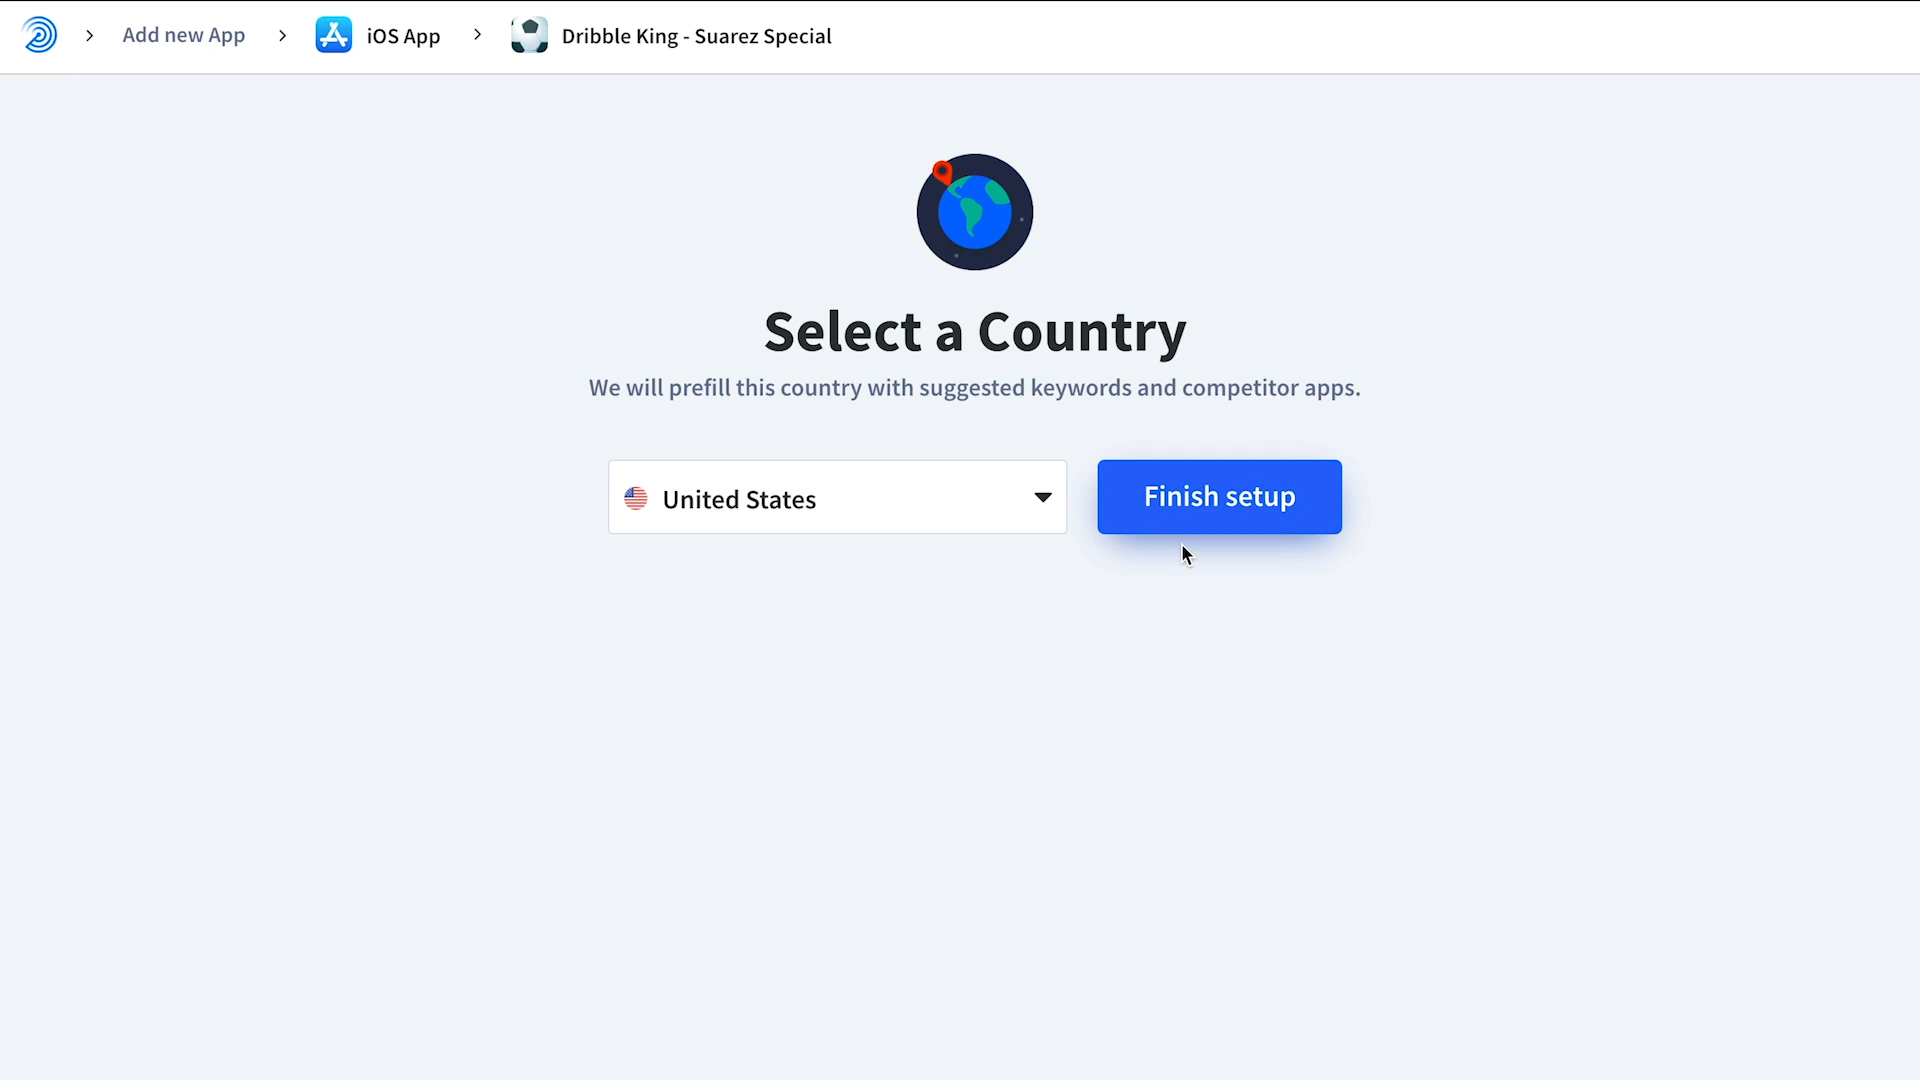 Add new App
iOS App
Dribble King - Suarez Special
Select a Country
We will prefill this country with suggested keywords and competitor apps.
United States
Finish setup